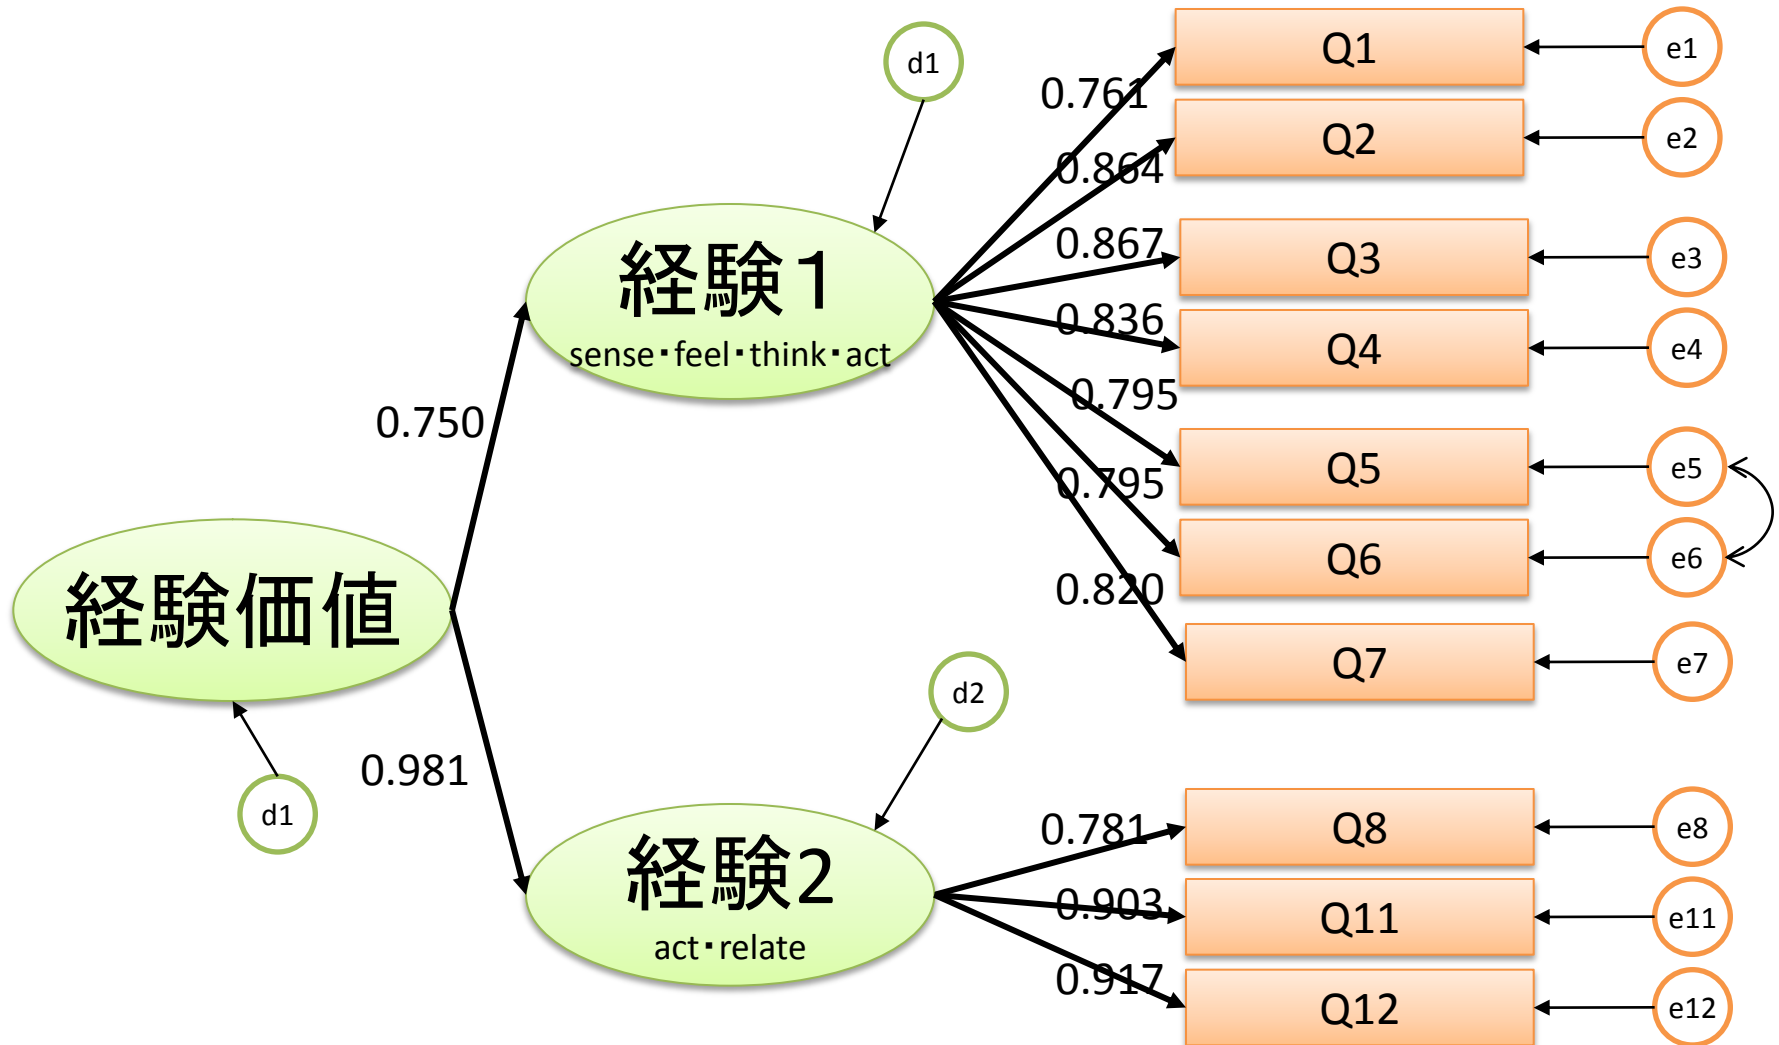 d1
Q1
e1
0.761
Q2
e2
0.864
経験1
sense・feel・think・act
0.867
Q3
e3
0.836
Q4
e4
0.795
Q5
e5
0.795
Q6
e6
0.820
Q7
e7
0.750
経験価値
d1
0.981
d2
経験2
act・relate
0.781
Q8
e8
0.903
Q11
e11
0.917
Q12
e12